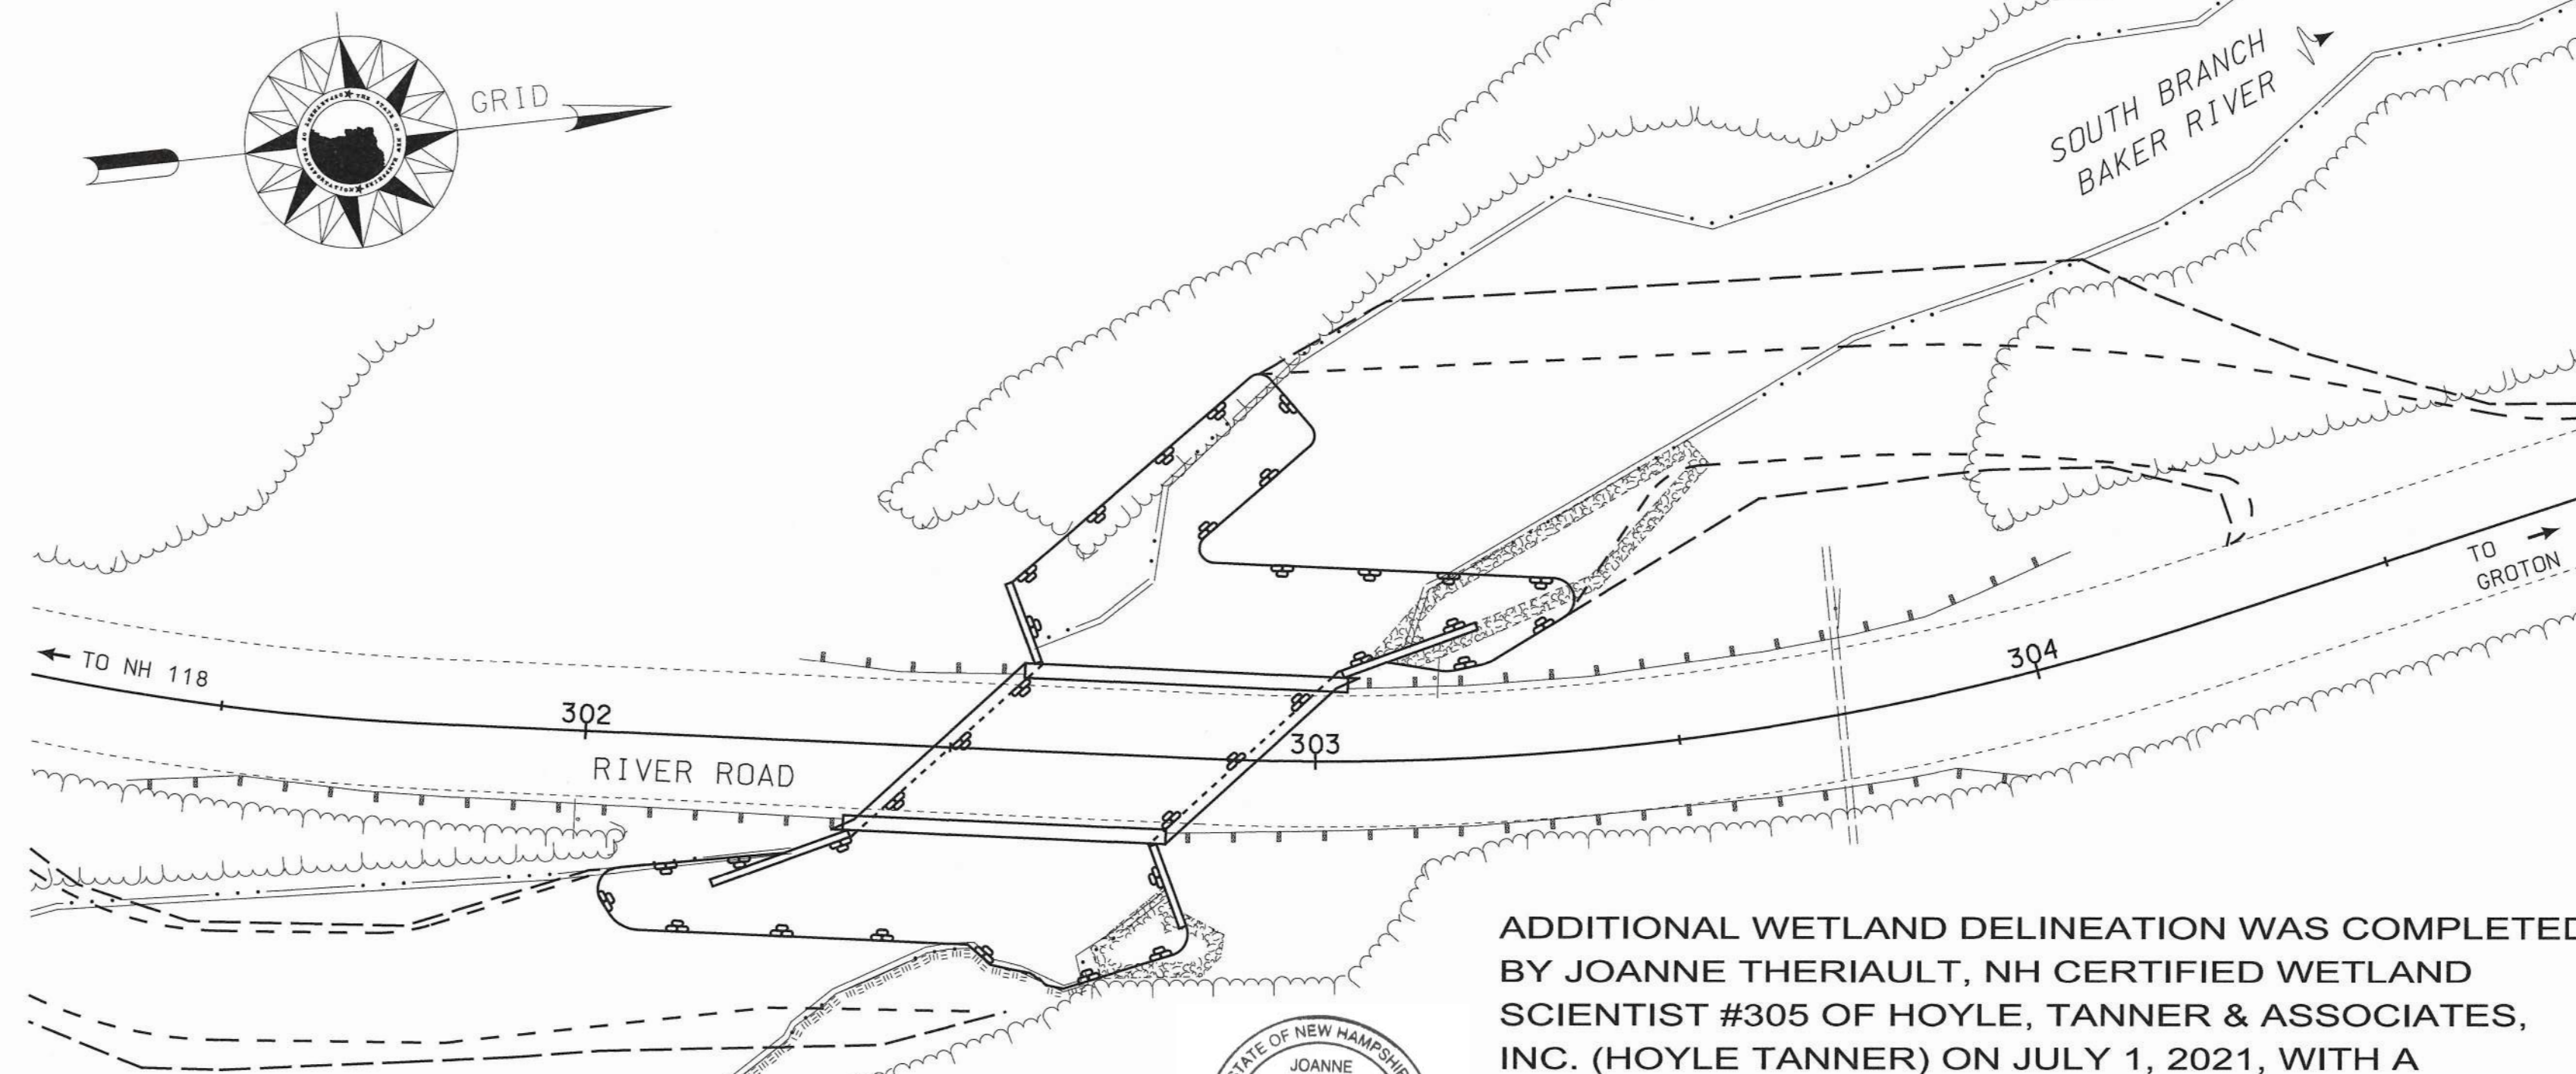 GRID
SOUTH BRANCH
BAKER RIVER
TO
GROTON
TO NH 118
302
303
304
RIVER ROAD
ADDITIONAL WETLAND DELINEATION WAS COMPLETED
BY JOANNE THERIAULT, NH CERTIFIED WETLAND
SCIENTIST #305 OF HOYLE, TANNER & ASSOCIATES,
INC. (HOYLE TANNER) ON JULY 1, 2021, WITH A
STATE OF NEW HAMPSHIRE
JOANNE